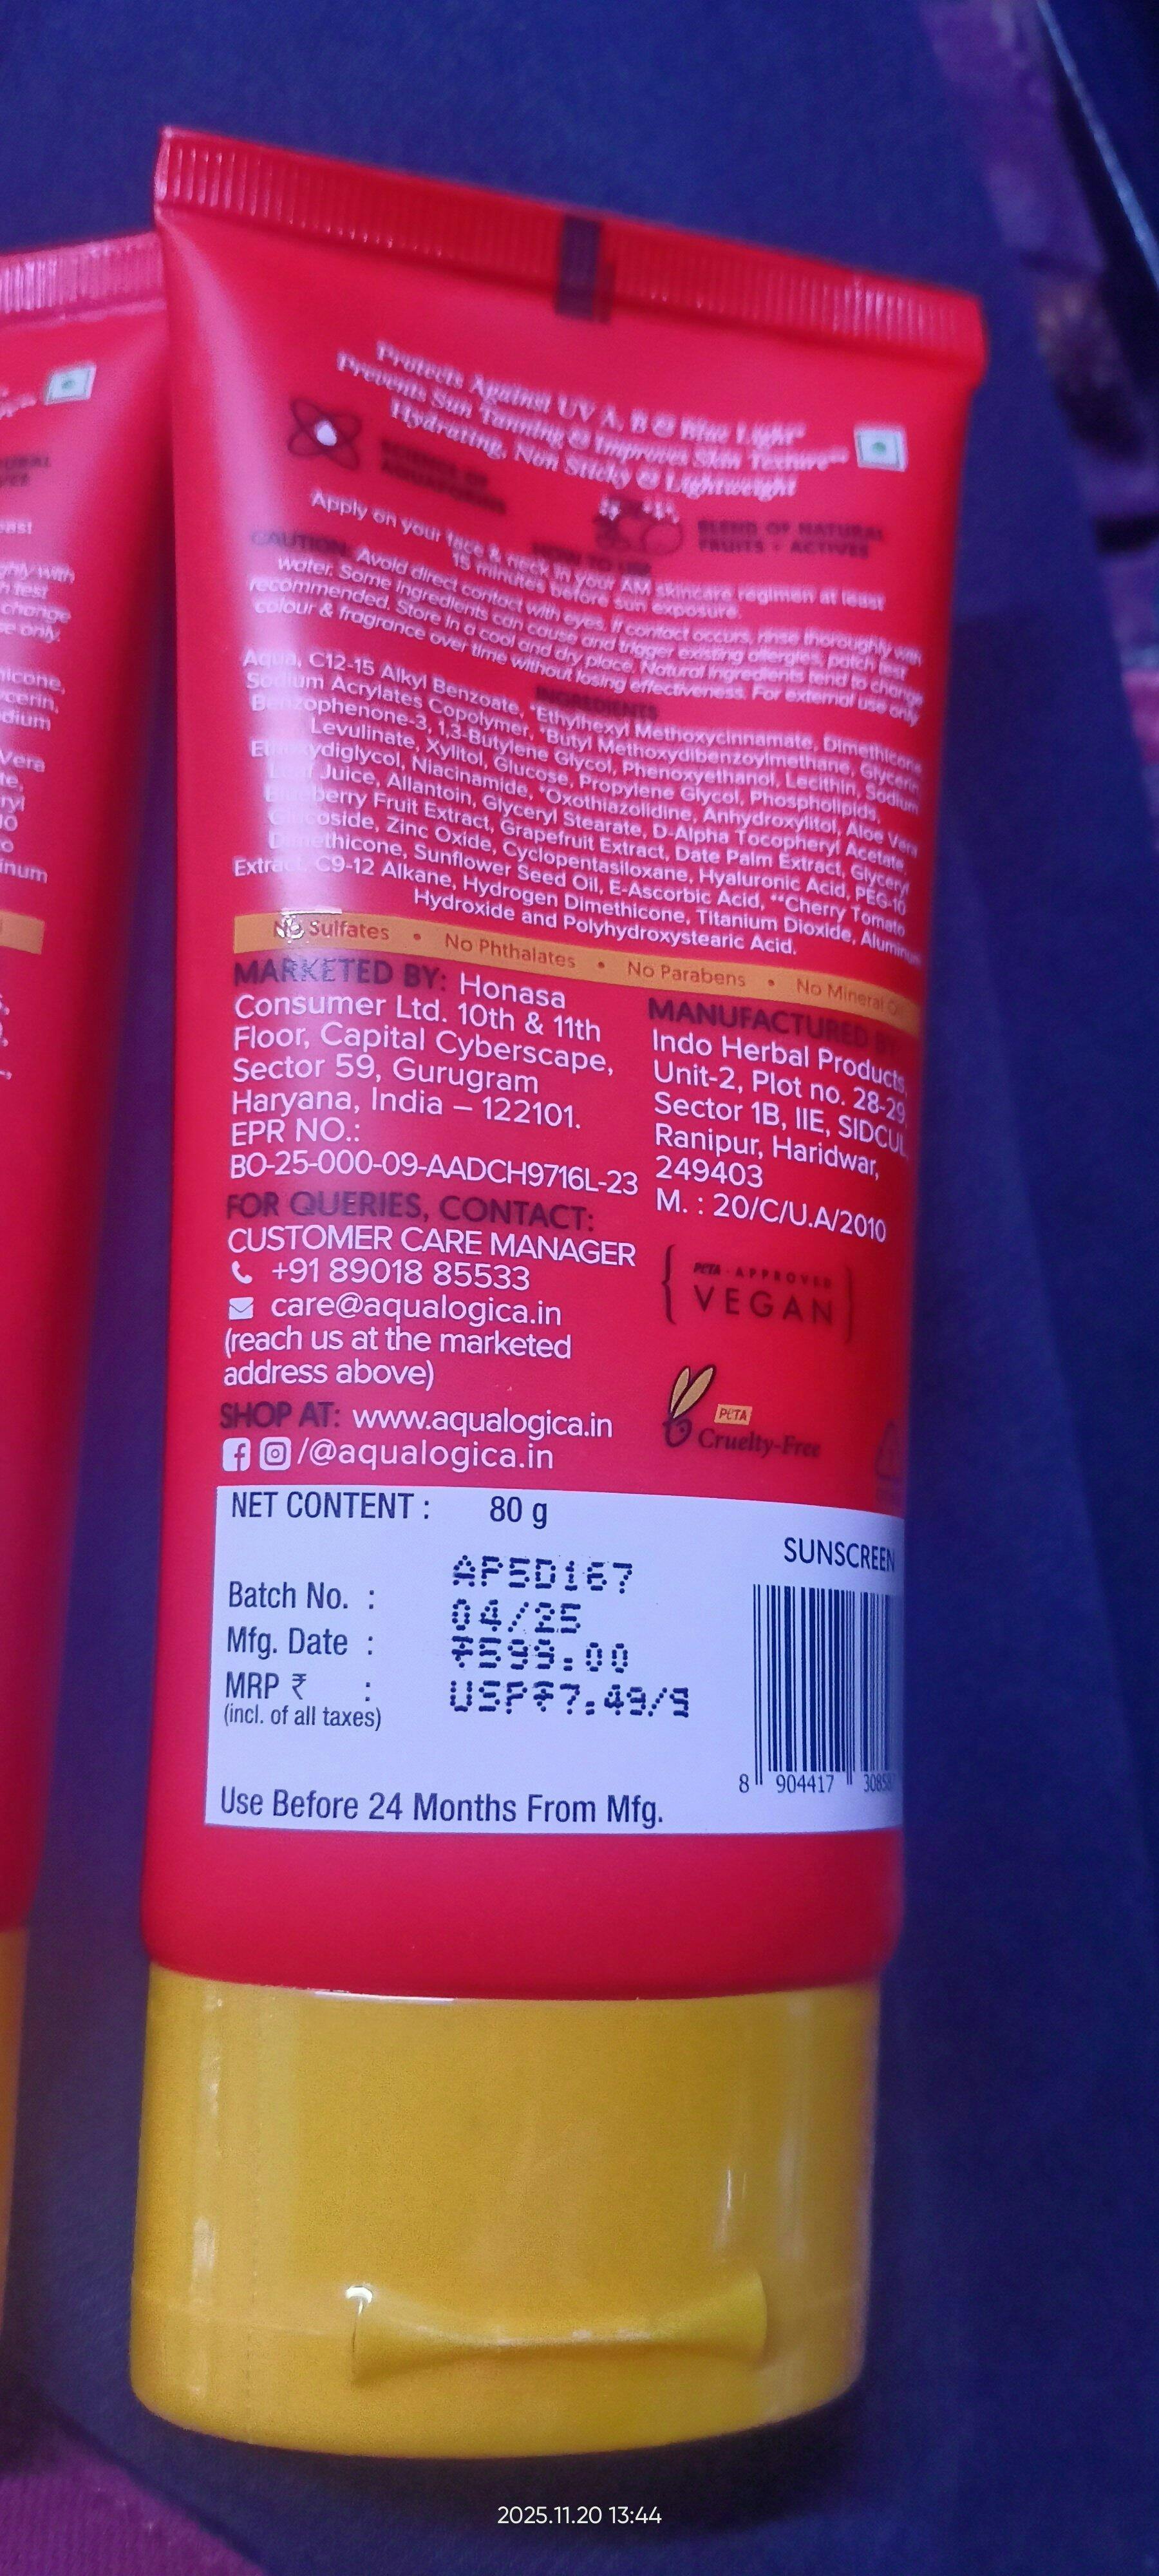 Protects Against UV A, B & Blue Light*
Prevents Sun Tanning & Improves Skin Texture**
Hydrating, Non Sticky & Lightweight
SCIENCE OF
BLEND OF NATURAL
FRUITS + ACTIVES
HOW TO USE
Apply on your face & neck in your AM skincare regimen at least
15 minutes before sun exposure.
CAUTION: Avoid direct contact with eyes. If contact occurs, rinse thoroughly with
water. Some ingredients can cause and trigger existing allergies, patch test
recommended. Store in a cool and dry place. Natural ingredients tend to change
colour & fragrance over time without losing effectiveness. For external use only
INGREDIENTS
Aqua, C12-15 Alkyl Benzoate, *Ethylhexyl Methoxycinnamate, Dimethicone,
Sodium Acrylates Copolymer, *Butyl Methoxydibenzoylmethane, Glycerin
Benzophenone-3, 1,3-Butylene Glycol, Phenoxyethanol, Lecithin, Sodium
Levulinate, Xylitol, Glucose, Propylene Glycol, Phospholipids,
Ethoxydiglycol, Niacinamide, *Oxothiazolidine, Anhydroxylitol, Aloe Vera
Leaf Juice, Allantoin, Glyceryl Stearate, D-Alpha Tocopheryl Acetate,
Blueberry Fruit Extract, Grapefruit Extract, Date Palm Extract, Glyceryl
Glucoside, Zinc Oxide, Cyclopentasiloxane, Hyaluronic Acid, PEG-10
Dimethicone, Sunflower Seed Oil, E-Ascorbic Acid, **Cherry Tomato
Extract, C9-12 Alkane, Hydrogen Dimethicone, Titanium Dioxide, Aluminum
Hydroxide and Polyhydroxystearic Acid.
No Sulfates • No Phthalates • No Parabens • No Mineral
MARKETED BY: Honasa
Consumer Ltd. 10th & 11th
Floor, Capital Cyberscape,
Sector 59, Gurugram
Haryana, India – 122101.
EPR NO.:
BO-25-000-09-AADCH9716L-23
FOR QUERIES, CONTACT:
CUSTOMER CARE MANAGER
+91 89018 85533
care@aqualogica.in
(reach us at the marketed
address above)
SHOP AT: www.aqualogica.in
/@aqualogica.in
MANUFACTURED BY:
Indo Herbal Products,
Unit-2, Plot no. 28-29,
Sector 1B, IIE, SIDCUL,
Ranipur, Haridwar,
249403
M. : 20/C/U.A/2010
PETA - APPROVED
VEGAN
PETA
Cruelty-Free
NET CONTENT : 80 g
Batch No. : AP5D167
Mfg. Date : 04/25
MRP ₹ : ₹599.00
(incl. of all taxes) USP₹7.49/g
Use Before 24 Months From Mfg.
SUNSCREEN
8 904417 30858
2025.11.20 13:44